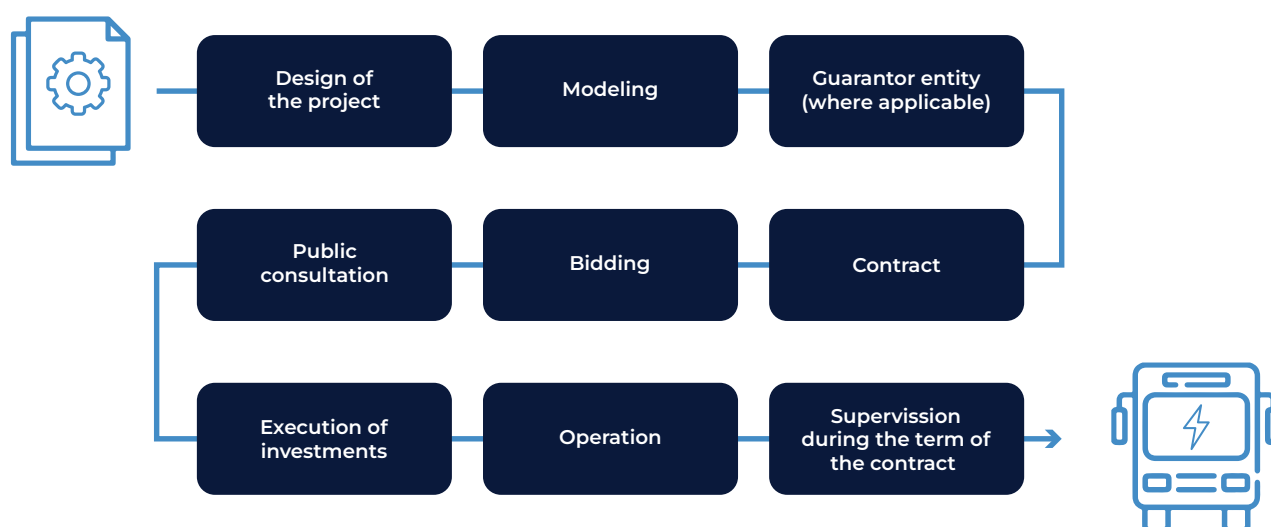 Design of
the project
Modeling
Guarantor entity
(where applicable)
Public
consultation
Bidding
Contract
Execution of
investments
Operation
Supervission
during the term of
the contract